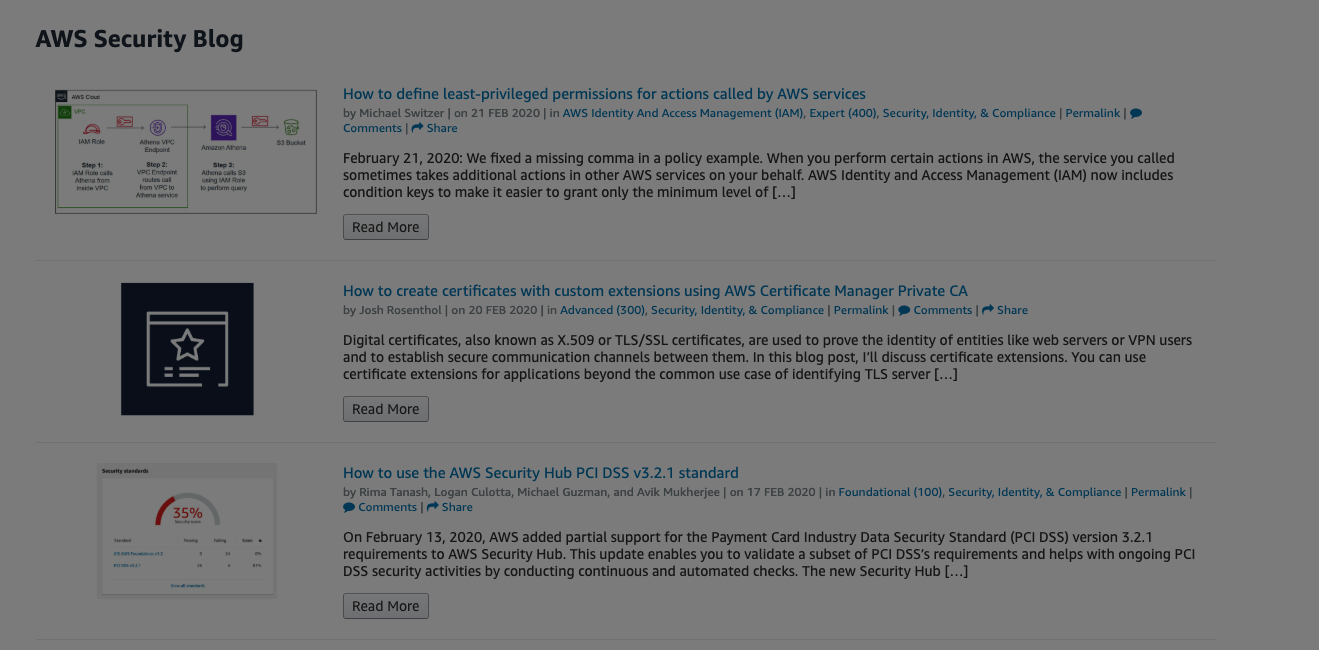 AWS Security Blog
AWS Cloud
VPC
IAM Role
Athena VPC
Endpoint
Amazon Athena
S3 Bucket
Step 1:
IAM Role calls
Athena from
inside VPC
Step 2:
VPC Endpoint
routes call
from VPC to
Athena service
Step 3:
Athena calls S3
using IAM Role
to perform query
How to define least-privileged permissions for actions called by AWS services
by Michael Switzer | on 21 FEB 2020 | in AWS Identity And Access Management (IAM), Expert (400), Security, Identity, & Compliance | Permalink |
Comments | Share
February 21, 2020: We fixed a missing comma in a policy example. When you perform certain actions in AWS, the service you called
sometimes takes additional actions in other AWS services on your behalf. AWS Identity and Access Management (IAM) now includes
condition keys to make it easier to grant only the minimum level of […]
Read More
How to create certificates with custom extensions using AWS Certificate Manager Private CA
by Josh Rosenthol | on 20 FEB 2020 | in Advanced (300), Security, Identity, & Compliance | Permalink | Comments | Share
Digital certificates, also known as X.509 or TLS/SSL certificates, are used to prove the identity of entities like web servers or VPN users
and to establish secure communication channels between them. In this blog post, I'll discuss certificate extensions. You can use
certificate extensions for applications beyond the common use case of identifying TLS server […]
Read More
Security standards
35%
Security score
Standard Passing Failing Score
PCI DSS v3.2.1
View all standards
How to use the AWS Security Hub PCI DSS v3.2.1 standard
by Rima Tanash, Logan Culotta, Michael Guzman, and Avik Mukherjee | on 17 FEB 2020 | in Foundational (100), Security, Identity, & Compliance | Permalink |
Comments | Share
On February 13, 2020, AWS added partial support for the Payment Card Industry Data Security Standard (PCI DSS) version 3.2.1
requirements to AWS Security Hub. This update enables you to validate a subset of PCI DSS's requirements and helps with ongoing PCI
DSS security activities by conducting continuous and automated checks. The new Security Hub […]
Read More